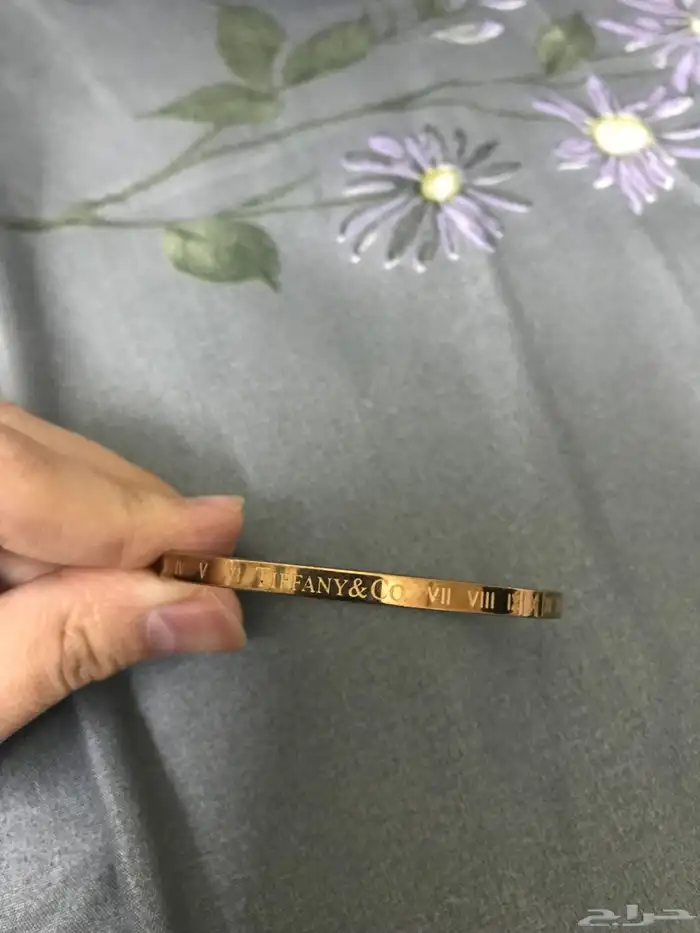 V VI TIFFANY&Co. VII VIII
حراج